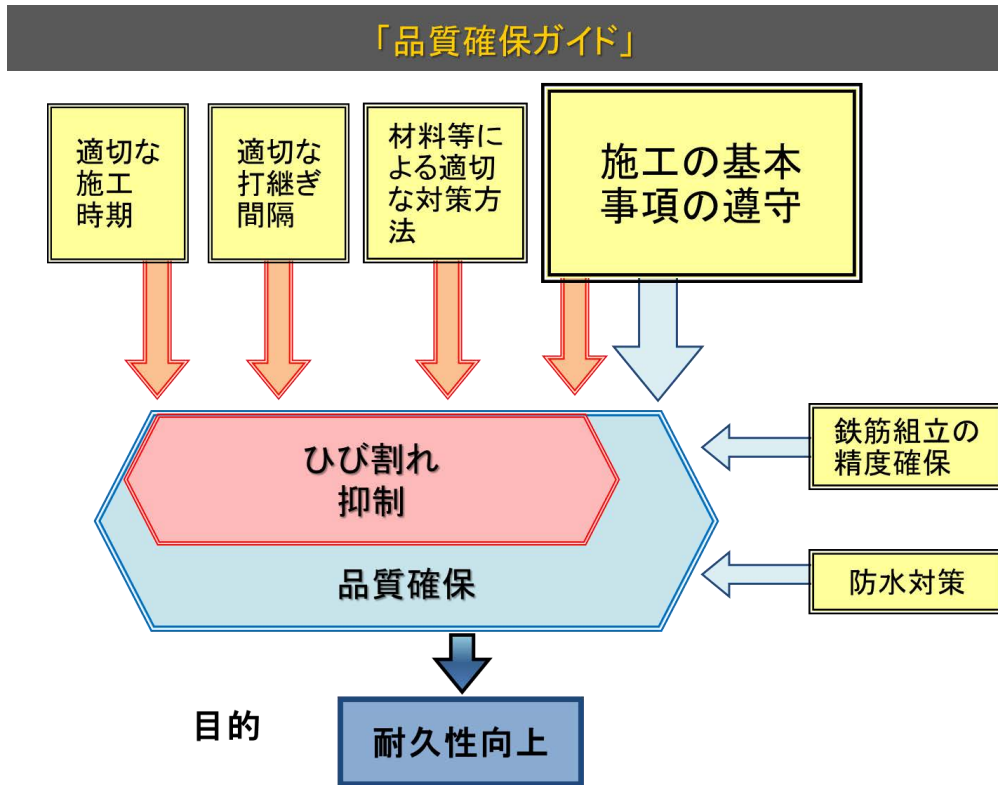 「品質確保ガイド」
適切な
施工
時期
適切な
打継ぎ
間隔
材料等に
よる適切
な対策方
法
施工の基本
事項の遵守
ひび割れ
抑制
品質確保
鉄筋組立の
精度確保
防水対策
目的
耐久性向上